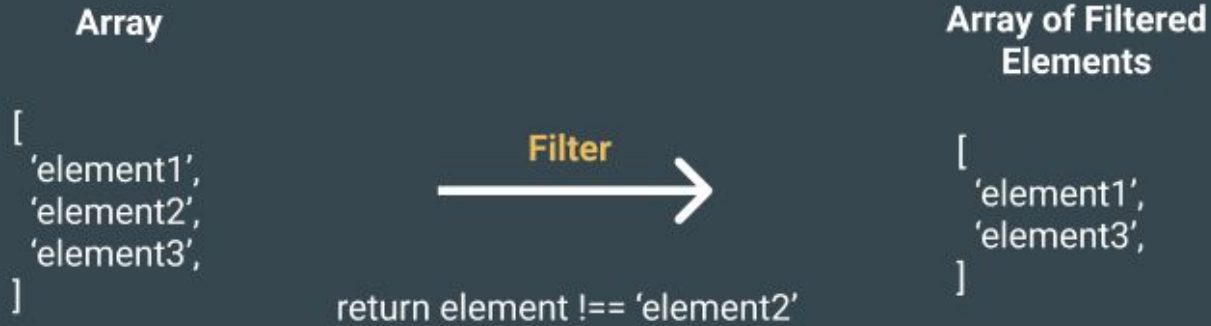 Array
[
‘element1’,
‘element2’,
‘element3’,
]
Filter
return element !== ‘element2’
Array of Filtered
Elements
[
‘element1’,
‘element3’,
]